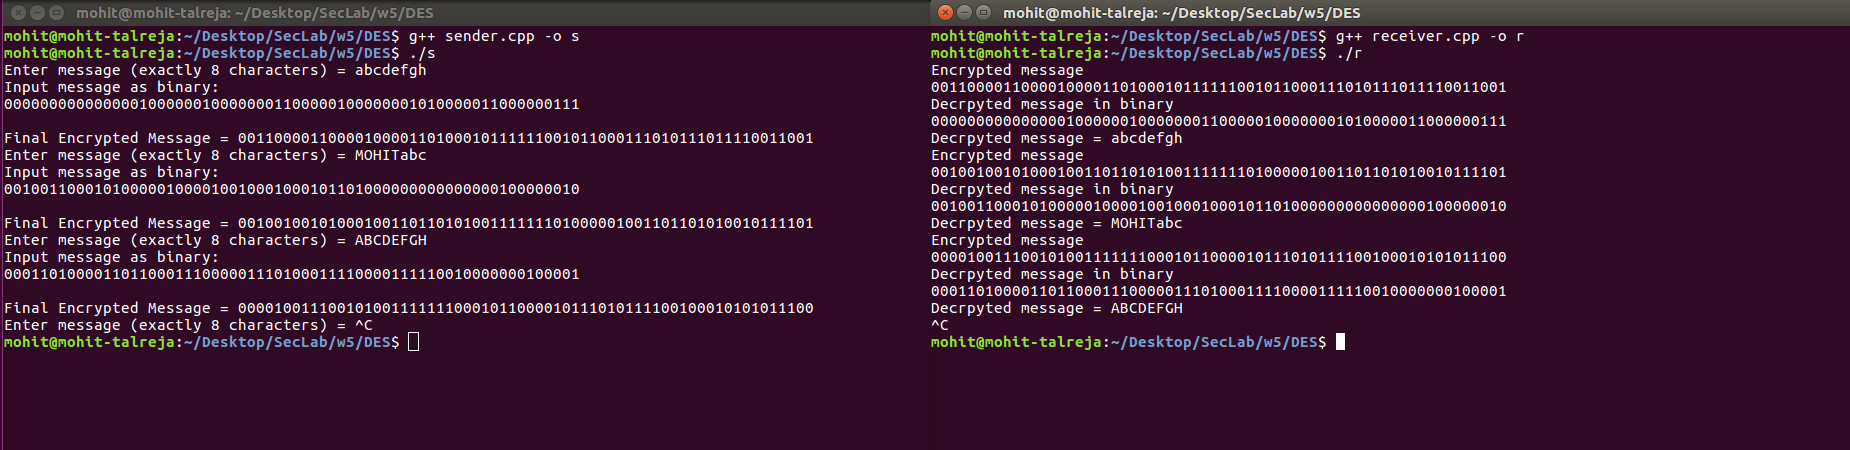 mohit@mohit-talreja: ~/Desktop/SecLab/w5/DES
mohit@mohit-talreja:~/Desktop/SecLab/w5/DES$ g++ sender.cpp -o s
mohit@mohit-talreja:~/Desktop/SecLab/w5/DES$ ./s
Enter message (exactly 8 characters) = abcdefgh
Input message as binary:
0000000000000001000000100000001100000100000001010000011000000111
Final Encrypted Message = 0011000011000010000110100010111111001011000111010111011110011001
Enter message (exactly 8 characters) = MOHITabc
Input message as binary:
0010011000101000001000010010001000101101000000000000000100000010
Final Encrypted Message = 0010010010100010011011010100111111101000001001101101010010111101
Enter message (exactly 8 characters) = ABCDEFGH
Input message as binary:
0001101000011011000111000001110100011110000111110010000000100001
Final Encrypted Message = 0000100111001010011111110001011000010111010111100100010101011100
Enter message (exactly 8 characters) = ^C
mohit@mohit-talreja:~/Desktop/SecLab/w5/DES$
mohit@mohit-talreja: ~/Desktop/SecLab/w5/DES
mohit@mohit-talreja:~/Desktop/SecLab/w5/DES$ g++ receiver.cpp -o r
mohit@mohit-talreja:~/Desktop/SecLab/w5/DES$ ./r
Encrypted message
0011000011000010000110100010111111001011000111010111011110011001
Decrpyted message in binary
0000000000000001000000100000001100000100000001010000011000000111
Decrpyted message = abcdefgh
Encrypted message
0010010010100010011011010100111111101000001001101101010010111101
Decrpyted message in binary
0010011000101000001000010010001000101101000000000000000100000010
Decrpyted message = MOHITabc
Encrypted message
0000100111001010011111110001011000010111010111100100010101011100
Decrpyted message in binary
0001101000011011000111000001110100011110000111110010000000100001
Decrpyted message = ABCDEFGH
^C
mohit@mohit-talreja:~/Desktop/SecLab/w5/DES$